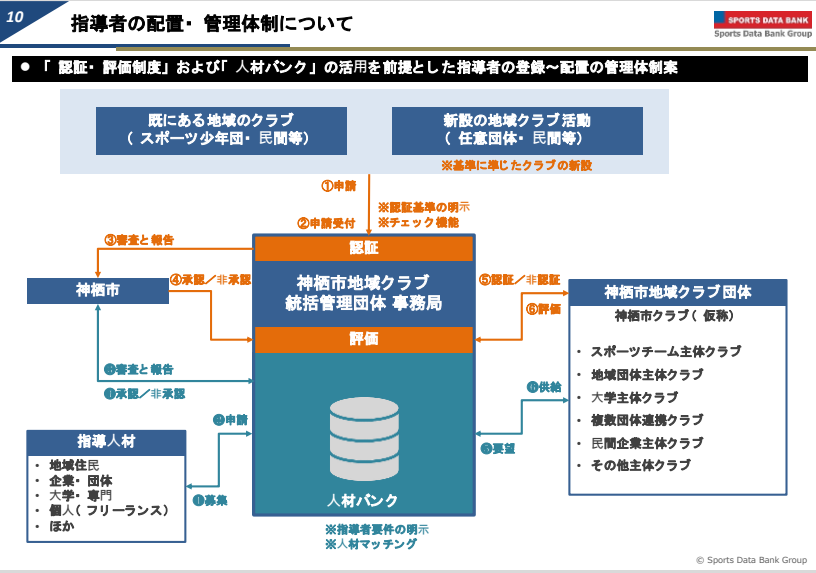 10
指導者の配置・管理体制について
SPORTS DATA BANK
Sports Data Bank Group
● 「認証・評価制度」および「人材バンク」の活用を前提とした指導者の登録～配置の管理体制案
既にある地域のクラブ
（スポーツ少年団・民間等）
新設の地域クラブ活動
（任意団体・民間等）
※基準に準じたクラブの新設
①申請
※認証基準の明示
※チェック機能
②申請受付
③審査と報告
認証
神栖市
④承認／非承認
神栖市地域クラブ
統括管理団体 事務局
⑤認証／非認証
⑥評価
神栖市地域クラブ団体
神栖市クラブ（仮称）
・ スポーツチーム主体クラブ
・ 地域団体主体クラブ
・ 大学主体クラブ
・ 複数団体連携クラブ
・ 民間企業主体クラブ
・ その他主体クラブ
評価
審査と報告
承認／非承認
供給
要望
申請
募集
指導人材
・ 地域住民
・ 企業・団体
・ 大学・専門
・ 個人（フリーランス）
・ ほか
人材バンク
※指導者要件の明示
※人材マッチング
© Sports Data Bank Group